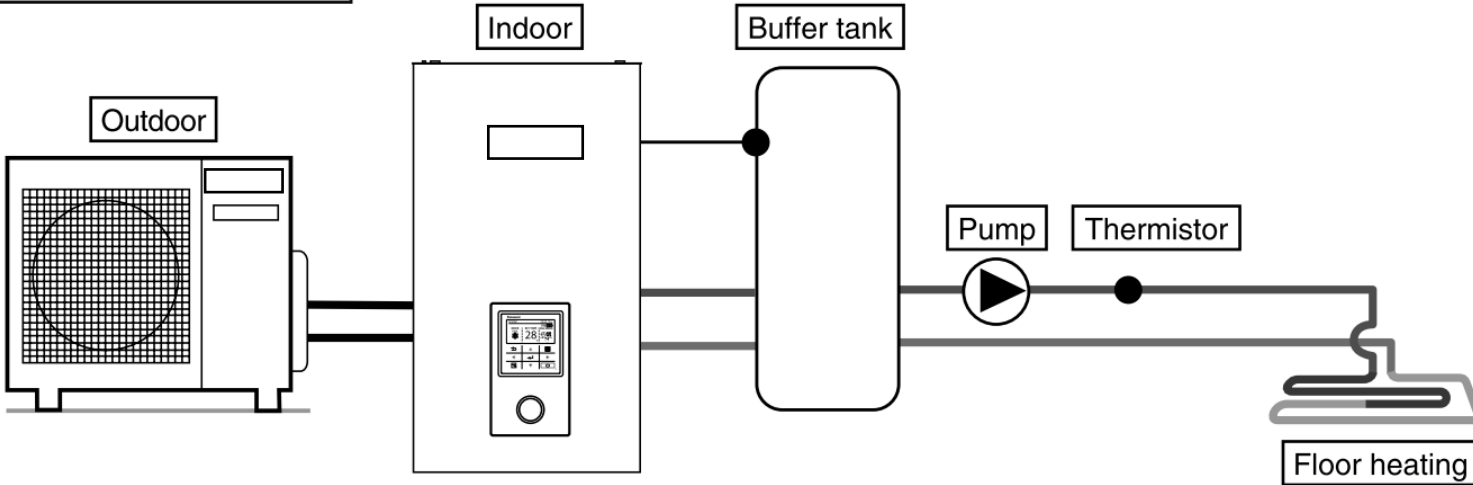 Indoor
Buffer tank
Outdoor
Pump
Thermistor
28
Floor heating